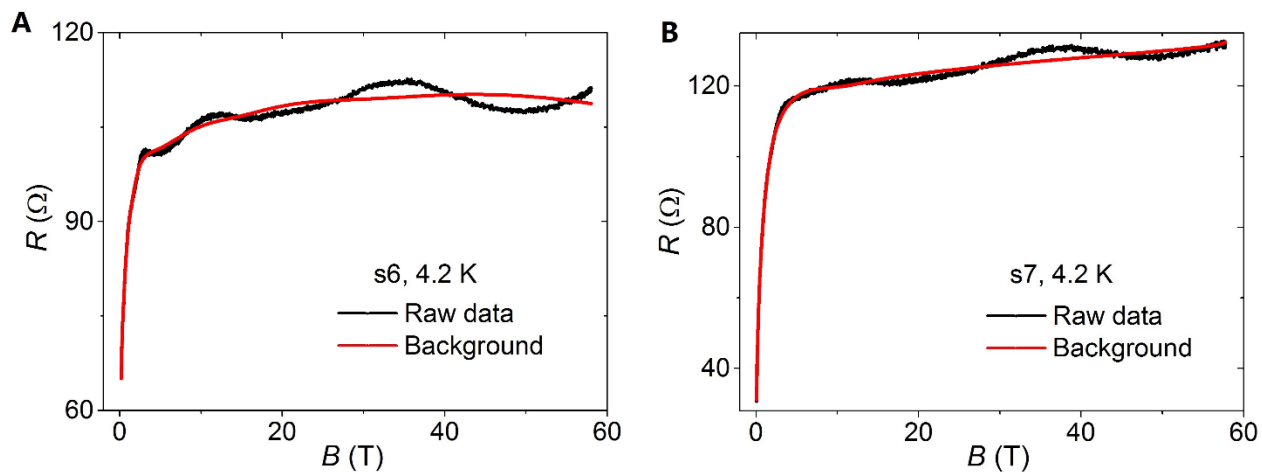 A
120
90
60
R (Ω)
s6, 4.2 K
Raw data
Background
0
20
40
60
B (T)
B
120
80
40
R (Ω)
s7, 4.2 K
Raw data
Background
0
20
40
60
B (T)